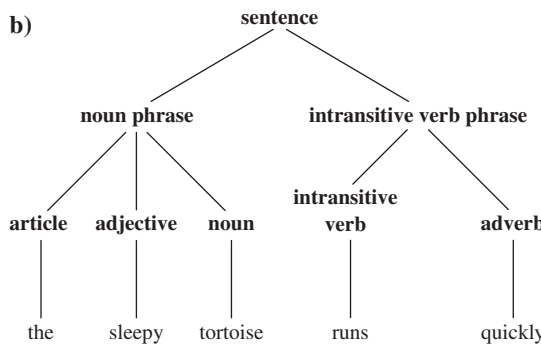 b)
sentence
noun phrase intransitive verb phrase
intransitive
article adjective noun verb adverb
the sleepy tortoise runs quickly